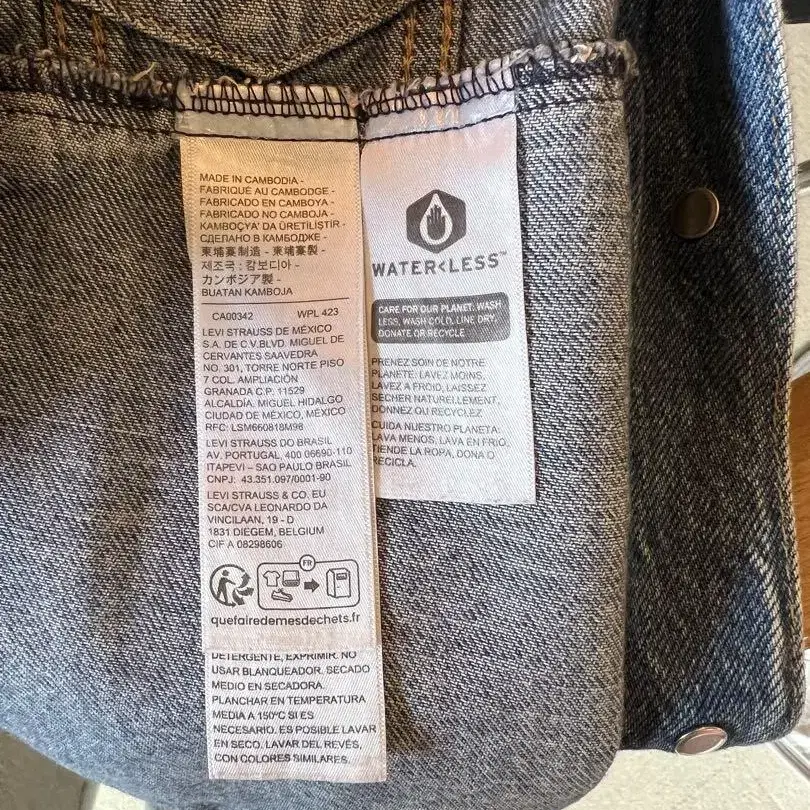 MADE IN CAMBODIA -
FABRIQUÉ AU CAMBODGE -
FABRICADO EN CAMBOYA -
FABRICADO NO CAMBOJA -
KAMBOÇYA' DA ÜRETILIŞTIR -
СДЕЛАНО В КАМБОДЖЕ -
東埔寨制造 - 東埔寨製 -
제조국 : 캄보디아 -
カンボジア製 -
BUATAN KAMBOJA
CA00342 WPL 423
LEVI STRAUSS DE MÉXICO
S.A. DE C.V.BLVD. MIGUEL DE
CERVANTES SAAVEDRA
NO. 301, TORRE NORTE PISO
7 COL. AMPLIACIÓN
GRANADA C.P. 11529
ALCALDÍA. MIGUEL HIDALGO
CIUDAD DE MÉXICO, MÉXICO
RFC: LSM660818M98
LEVI STRAUSS DO BRASIL
AV. PORTUGAL, 400 06690-110
ITAPEVI – SAO PAULO BRASIL
CNPJ: 43.351.097/0001-90
LEVI STRAUSS & CO. EU
SCA/CVA LEONARDO DA
VINCILAAN, 19 - D
1831 DIEGEM, BELGIUM
CIF A 08298606
FR
quefairedemesdechets.fr
DETERGENTE, EXPRIMIR. NO
USAR BLANQUEADOR. SECADO
MEDIO EN SECADORA.
PLANCHAR EN TEMPERATURA
MEDIA A 150°C SI ES
NECESARIO. ES POSIBLE LAVAR
EN SECO. LAVAR DEL REVÉS,
CON COLORES SIMILARES.
WATER<LESS™
CARE FOR OUR PLANET: WASH
LESS, WASH COLD, LINE DRY,
DONATE OR RECYCLE
PRENEZ SOIN DE NOTRE
PLANÈTE: LAVEZ MOINS,
LAVEZ A FROID, LAISSEZ
SÉCHER NATURELLEMENT,
DONNEZ OU RECYCLEZ
CUIDA NUESTRO PLANETA:
LAVA MENOS, LAVA EN FRIO,
TIENDE LA ROPA, DONA O
RECICLA.